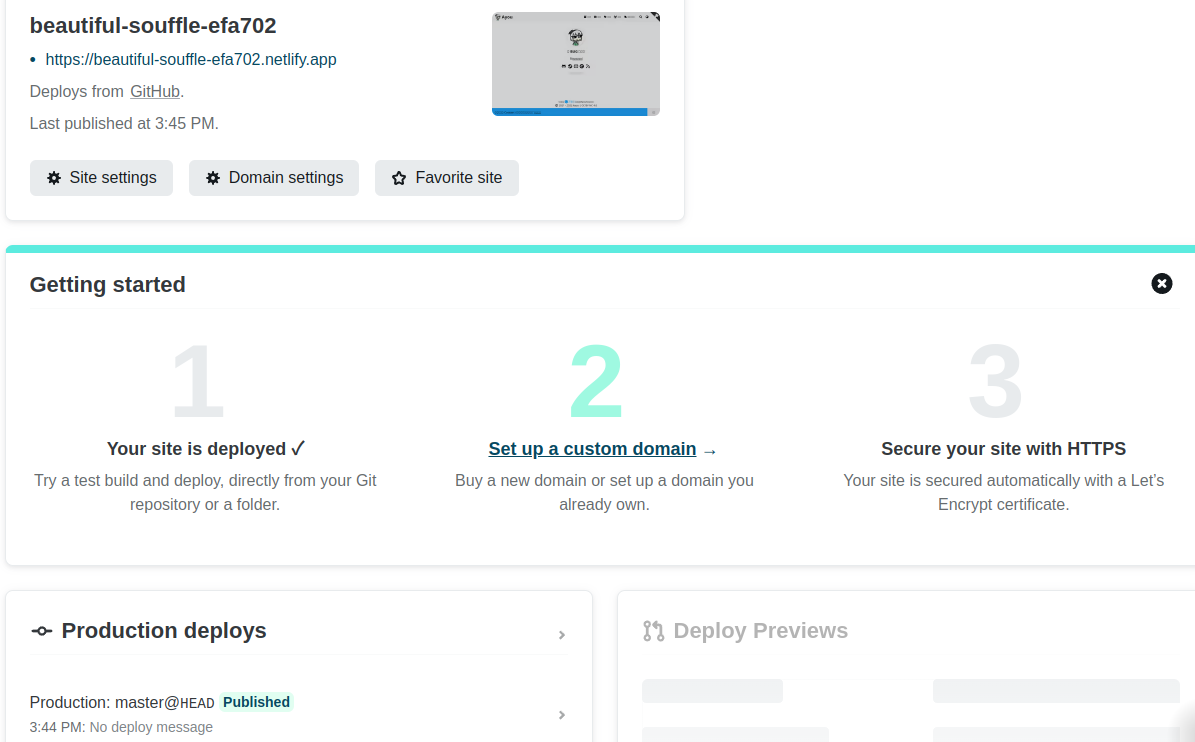 beautiful-souffle-efa702
• https://beautiful-souffle-efa702.netlify.app
Deploys from GitHub.
Last published at 3:45 PM.
Site settings
Domain settings
Favorite site
Getting started
1
Your site is deployed ✓
Try a test build and deploy, directly from your Git
repository or a folder.
2
Set up a custom domain →
Buy a new domain or set up a domain you
already own.
3
Secure your site with HTTPS
Your site is secured automatically with a Let's
Encrypt certificate.
Production deploys
Production: master@HEAD Published
3:44 PM: No deploy message
Deploy Previews